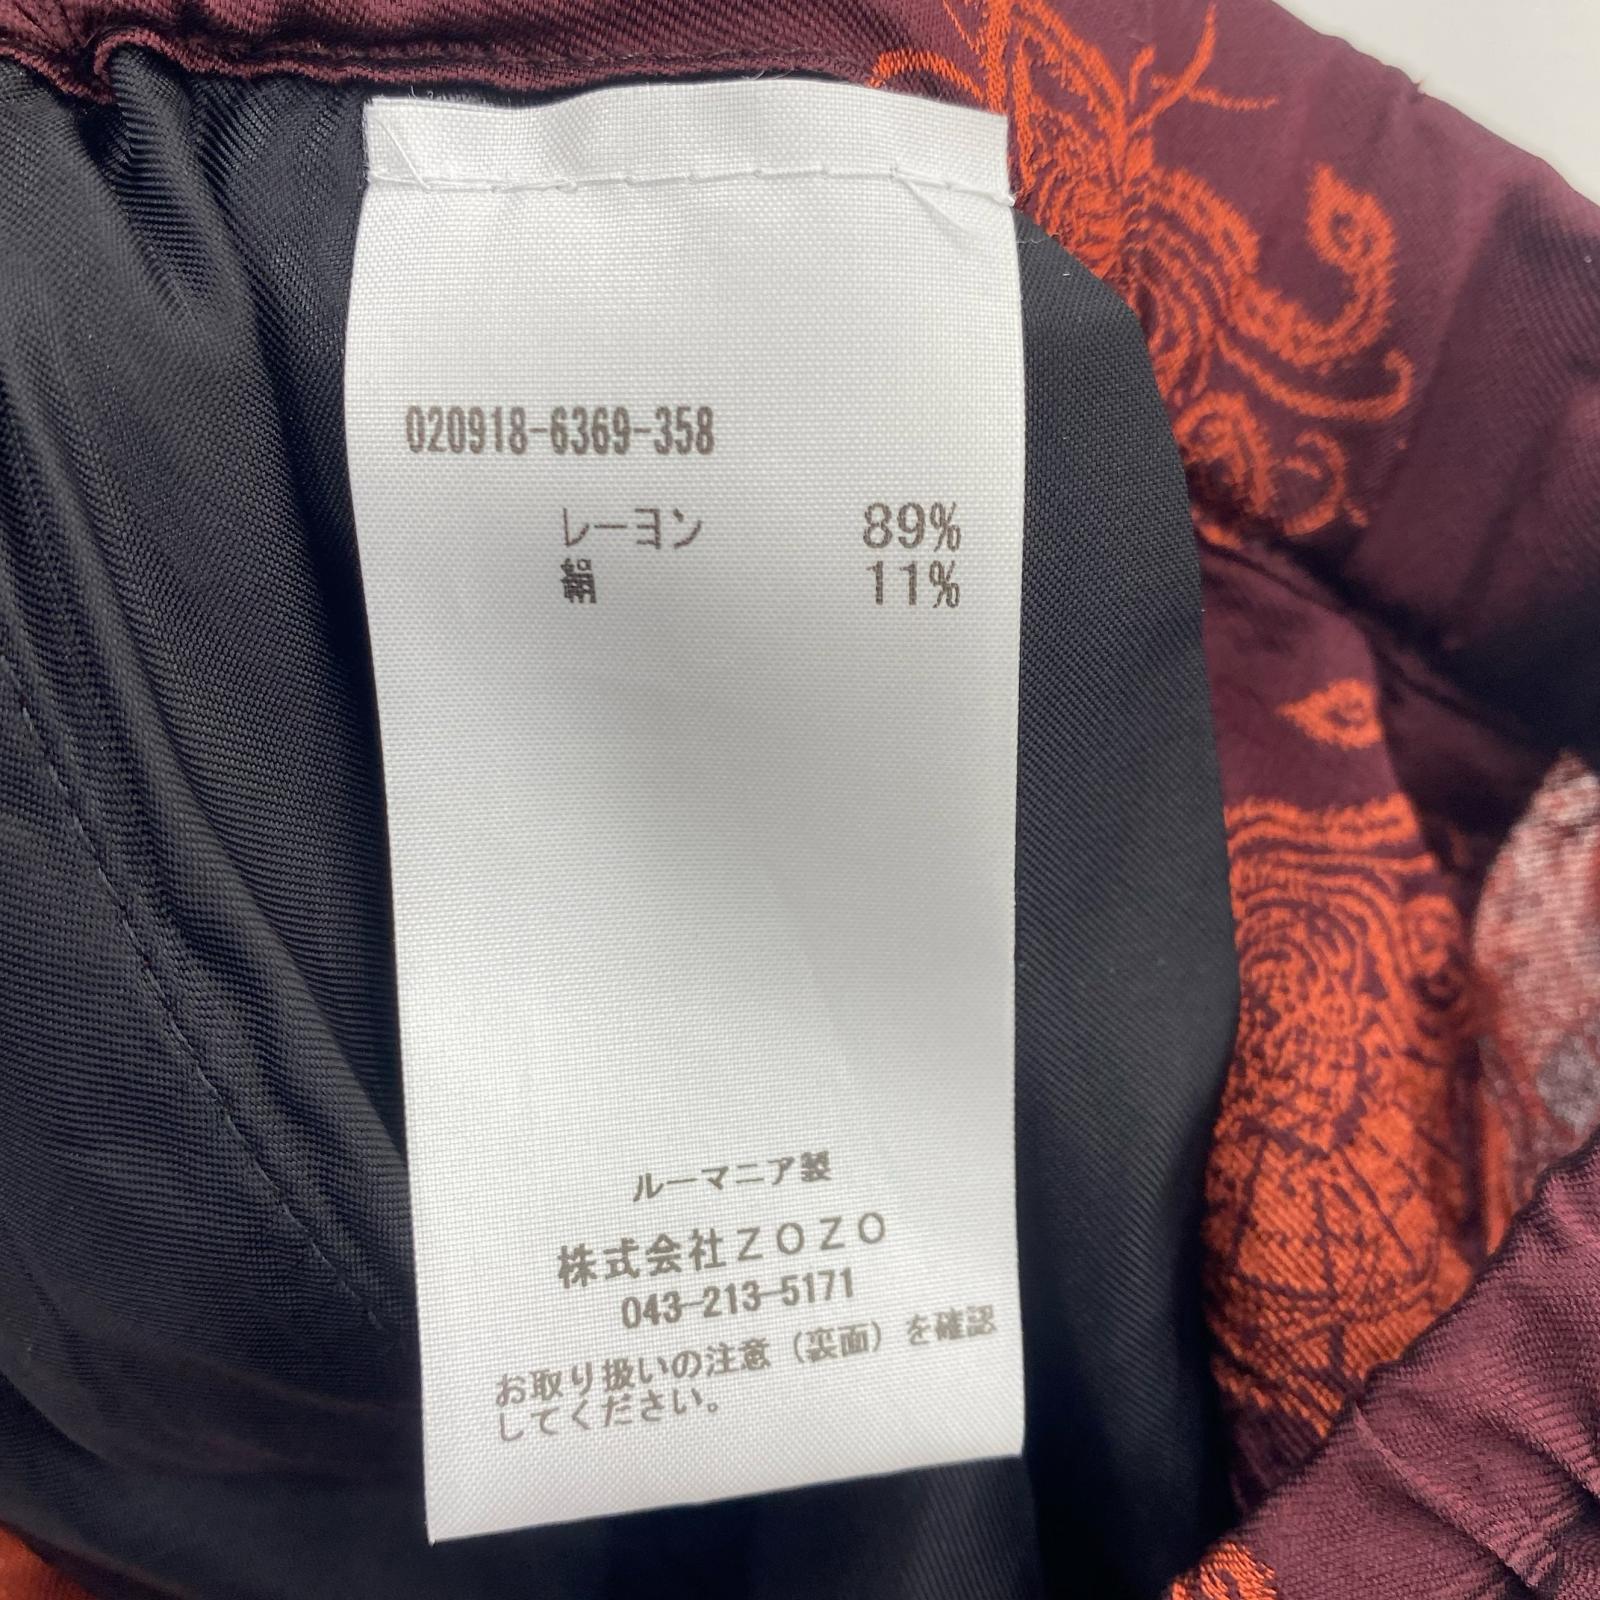 020918-6369-358
レーヨン 89%
絹 11%
ルーマニア製
株式会社ZOZO
043-213-5171
お取り扱いの注意（裏面）を確認
してください。